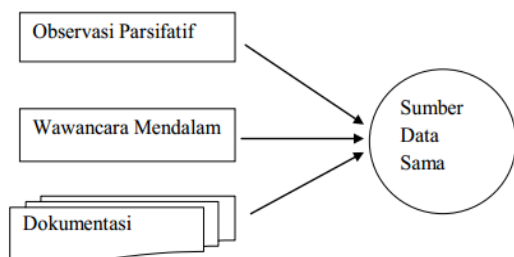 Observasi Parsifatif
Wawancara Mendalam
Dokumentasi
Sumber
Data
Sama